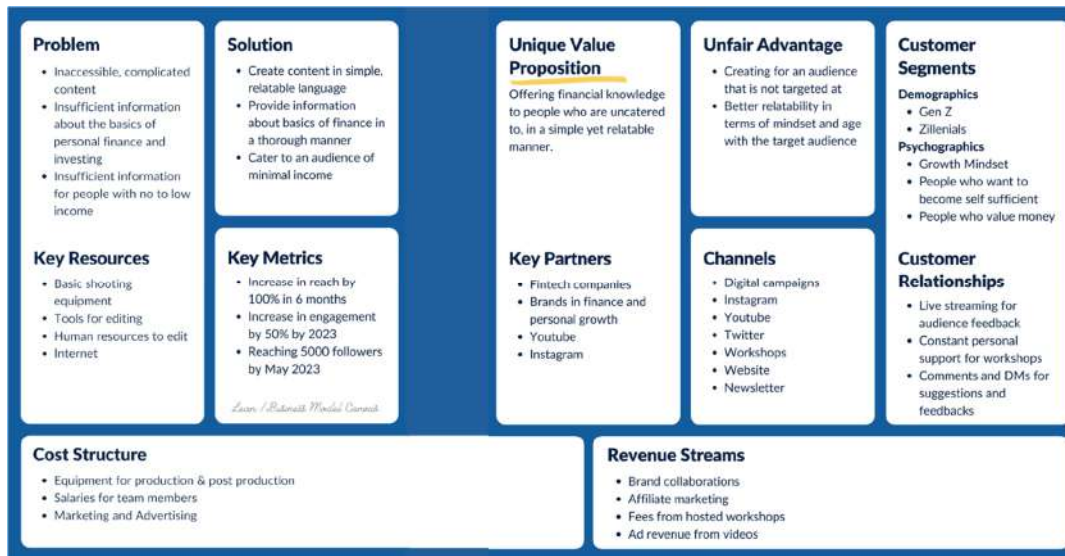 Problem
• Inaccessible, complicated
content
• Insufficient information
about the basics of
personal finance and
investing
• Insufficient information
for people with no to low
income
Key Resources
• Basic shooting
equipment
• Tools for editing
• Human resources to edit
• Internet
Solution
• Create content in simple,
relatable language
• Provide information
about basics of finance in
a thorough manner
• Cater to an audience of
minimal income
Key Metrics
• Increase in reach by
100% in 6 months
• Increase in engagement
by 50% by 2023
• Reaching 5000 followers
by May 2023
Lean / Business Model Canvas
Unique Value
Proposition
Offering financial knowledge
to people who are uncatered
to, in a simple yet relatable
manner.
Key Partners
• Fintech companies
• Brands in finance and
personal growth
• Youtube
• Instagram
Unfair Advantage
• Creating for an audience
that is not targeted at
• Better relatability in
terms of mindset and age
with the target audience
Channels
• Digital campaigns
• Instagram
• Youtube
• Twitter
• Workshops
• Website
• Newsletter
Customer
Segments
Demographics
• Gen Z
• Zillenials
Psychographics
• Growth Mindset
• People who want to
become self sufficient
• People who value money
Customer
Relationships
• Live streaming for
audience feedback
• Constant personal
support for workshops
• Comments and DMs for
suggestions and
feedbacks
Cost Structure
• Equipment for production & post production
• Salaries for team members
• Marketing and Advertising
Revenue Streams
• Brand collaborations
• Affiliate marketing
• Fees from hosted workshops
• Ad revenue from videos